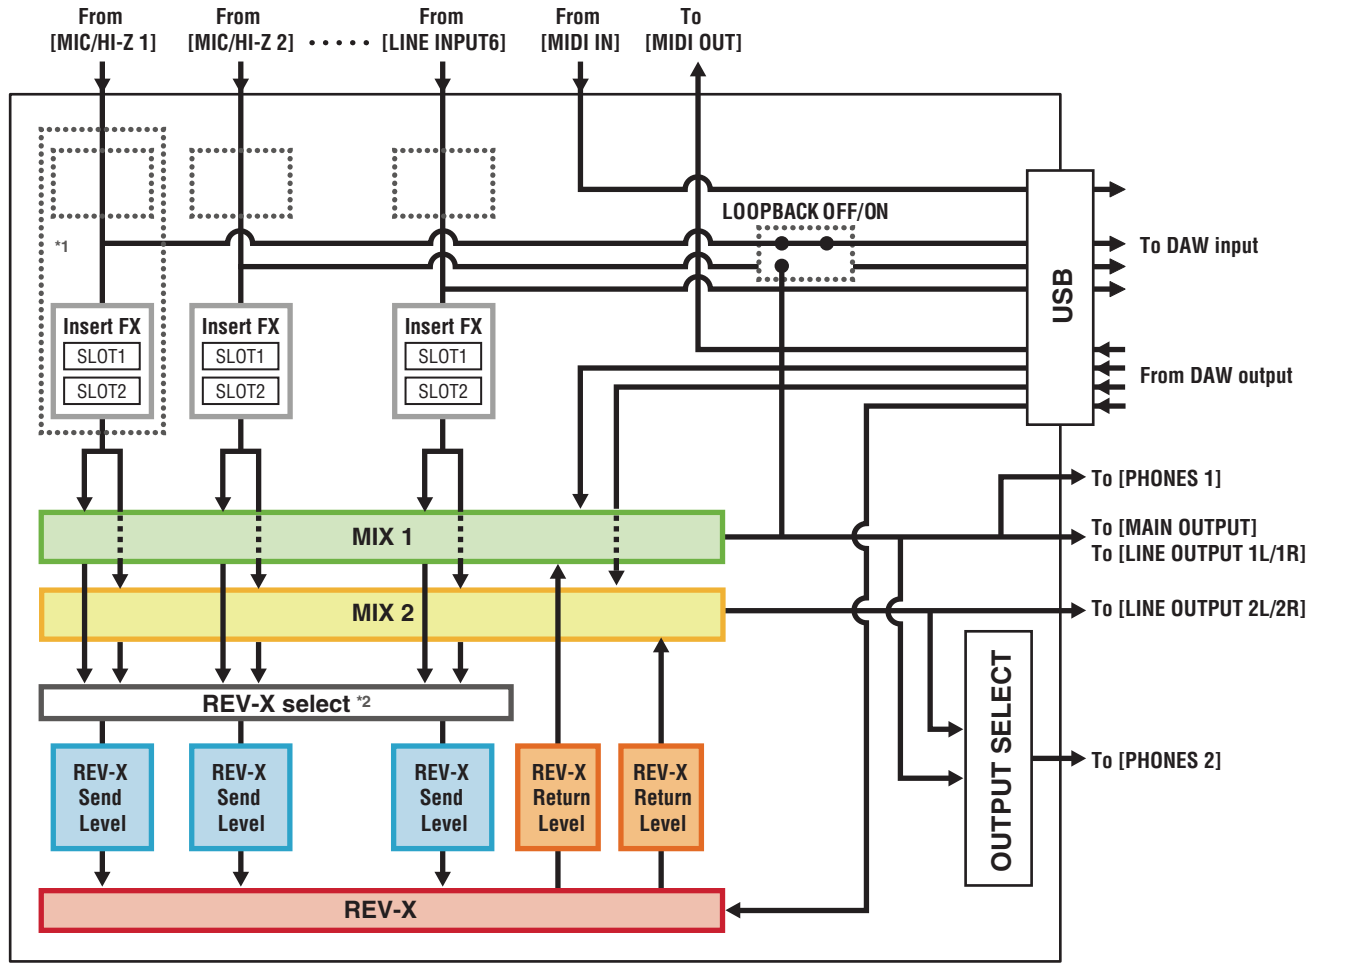 From
[MIC/HI-Z 1]
From
[MIC/HI-Z 2]
From
[LINE INPUT6]
From
[MIDI IN]
To
[MIDI OUT]
LOOPBACK OFF/ON
*1
To DAW input
USB
Insert FX
SLOT1
SLOT2
Insert FX
SLOT1
SLOT2
Insert FX
SLOT1
SLOT2
From DAW output
To [PHONES 1]
MIX 1
To [MAIN OUTPUT]
To [LINE OUTPUT 1L/1R]
MIX 2
To [LINE OUTPUT 2L/2R]
REV-X select *2
OUTPUT SELECT
To [PHONES 2]
REV-X
Send
Level
REV-X
Send
Level
REV-X
Send
Level
REV-X
Return
Level
REV-X
Return
Level
REV-X